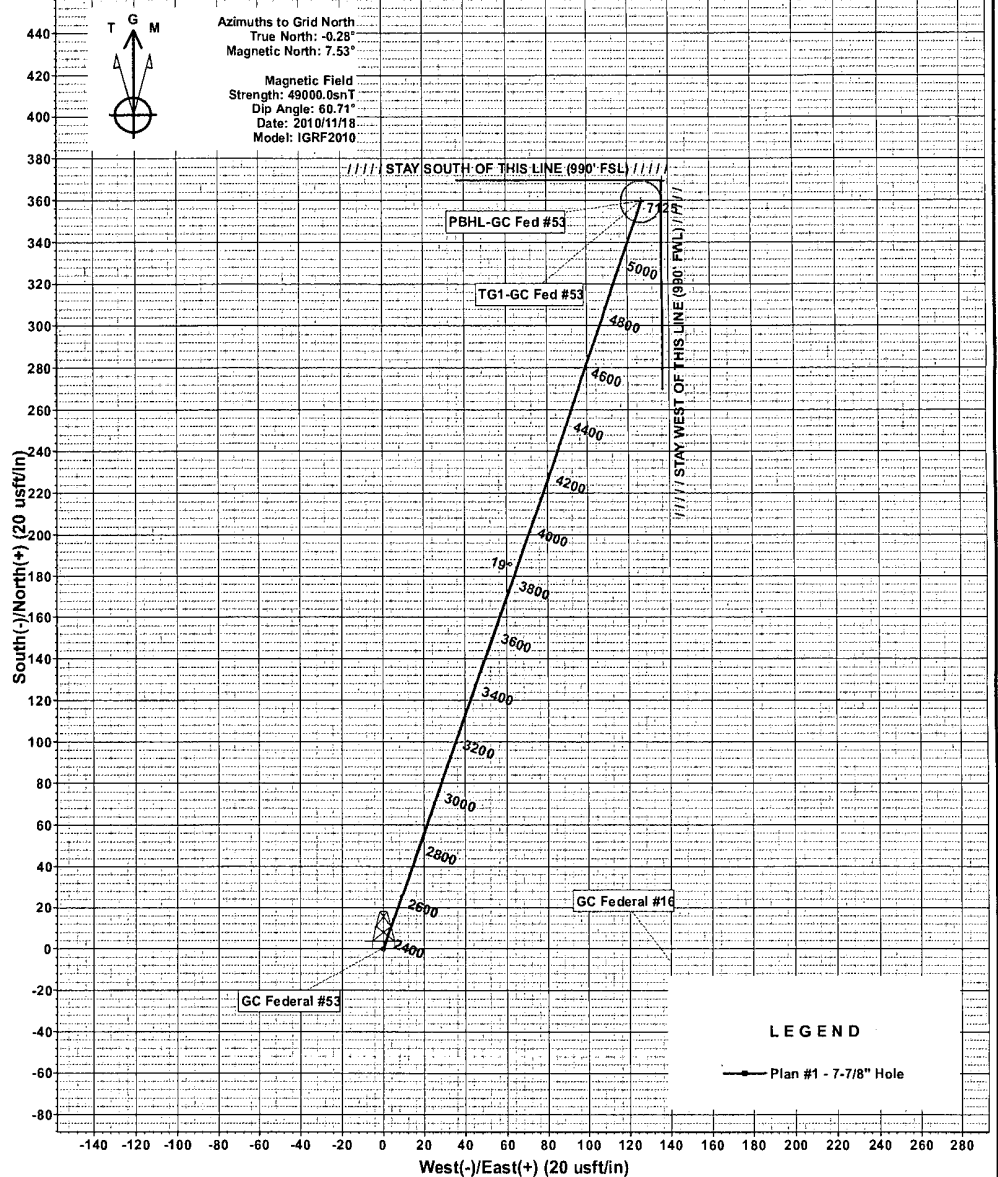 T G M
Azimuths to Grid North
True North: -0.28°
Magnetic North: 7.53°
Magnetic Field
Strength: 49000.0snT
Dip Angle: 60.71°
Date: 2010/11/18
Model: IGRF2010
440
420
400
380
360
340
320
300
280
260
240
220
200
180
160
140
120
100
80
60
40
20
0
-20
-40
-60
-80
South(-)/North(+) (20 usft/in)
///// STAY SOUTH OF THIS LINE (990' FSL) /////
7125
PBHL-GC Fed #53
5000
TG1-GC Fed #53
4800
4600
4400
4200
4000
19°
3800
3600
3400
3200
3000
2800
2600
2400
///// STAY WEST OF THIS LINE (990' FWL) /////
GC Federal #16
GC Federal #53
LEGEND
Plan #1 - 7-7/8" Hole
-140 -120 -100 -80 -60 -40 -20 0 20 40 60 80 100 120 140 160 180 200 220 240 260 280
West(-)/East(+) (20 usft/in)